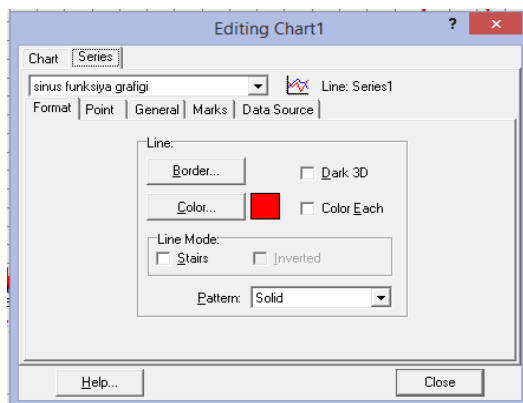 Editing Chart1 ? ×
Chart Series
sinus funksiya grafigi Line: Series1
Format Point General Marks Data Source
Line:
Border... Dark 3D
Color... Color Each
Line Mode:
Stairs Inverted
Pattern: Solid
Help... Close